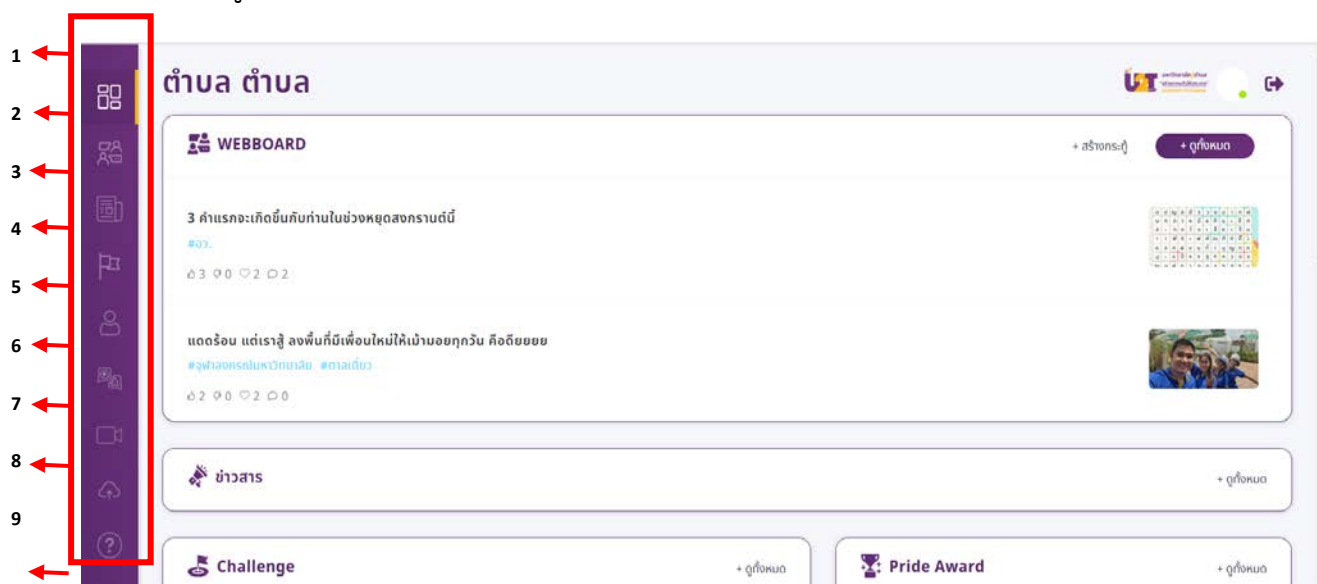 1
ตำบล ตำบล
2
WEBBOARD
+ สร้างกระทู้
+ ดูทั้งหมด
3
3 คำแรกจะเกิดขึ้นกับท่านในช่วงหยุดสงกรานต์นี้
4
#อว.
3 0 2 2
5
6
แดดร้อน แต่เราสู้ ลงพื้นที่มีเพื่อนใหม่ให้เม้ามอยทุกวัน คือดียยยย
#จุฬาลงกรณ์มหาวิทยาลัย #ตาลเดี่ยว
2 0 2 0
7
8
ข่าวสาร
+ ดูทั้งหมด
9
Challenge
+ ดูทั้งหมด
Pride Award
+ ดูทั้งหมด